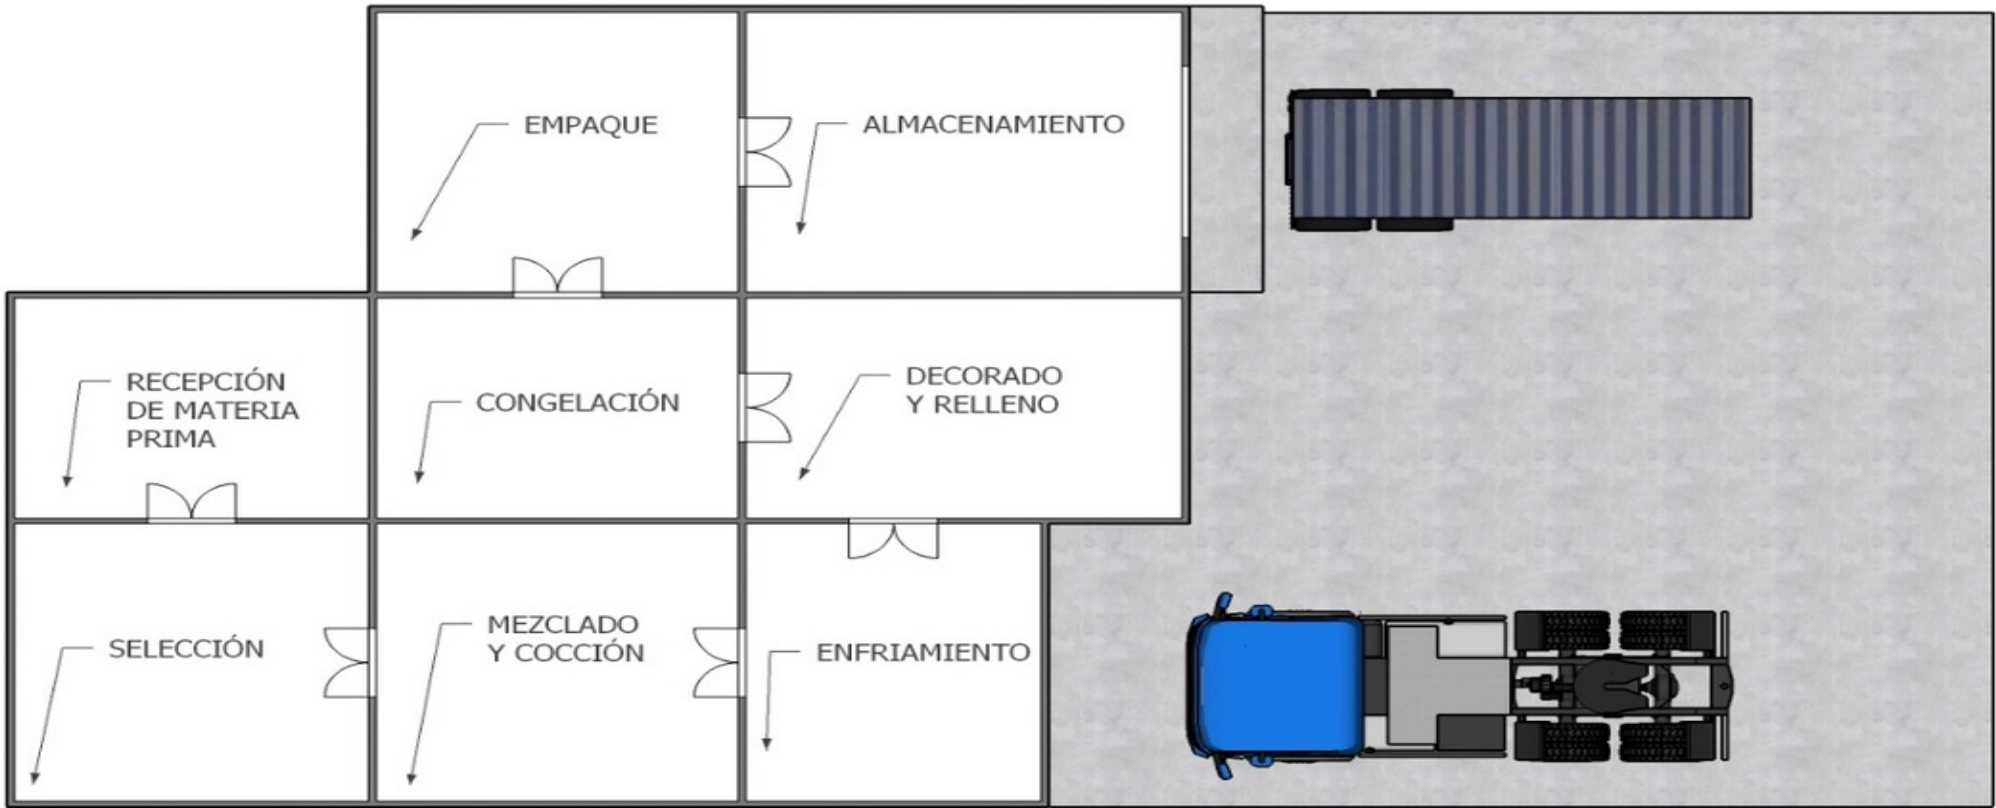 EMPAQUE
ALMACENAMIENTO
RECEPCIÓN
DE MATERIA
PRIMA
CONGELACIÓN
DECORADO
Y RELLENO
SELECCIÓN
MEZCLADO
Y COCCIÓN
ENFRIAMIENTO